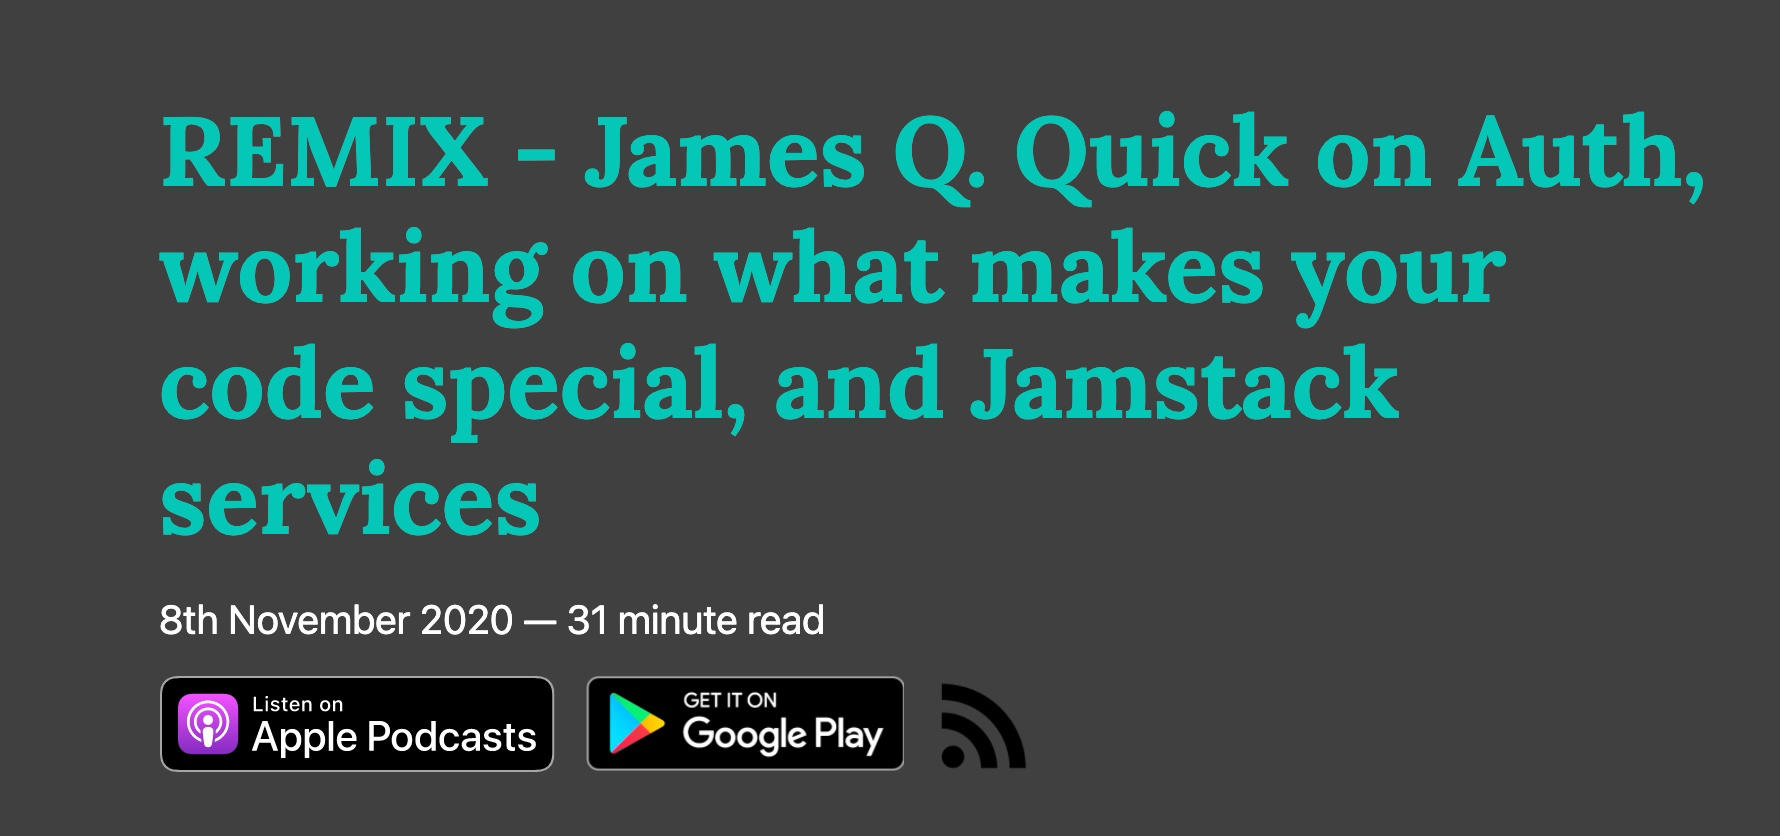 REMIX - James Q. Quick on Auth,
working on what makes your
code special, and Jamstack
services
8th November 2020 — 31 minute read
Listen on
Apple Podcasts
GET IT ON
Google Play